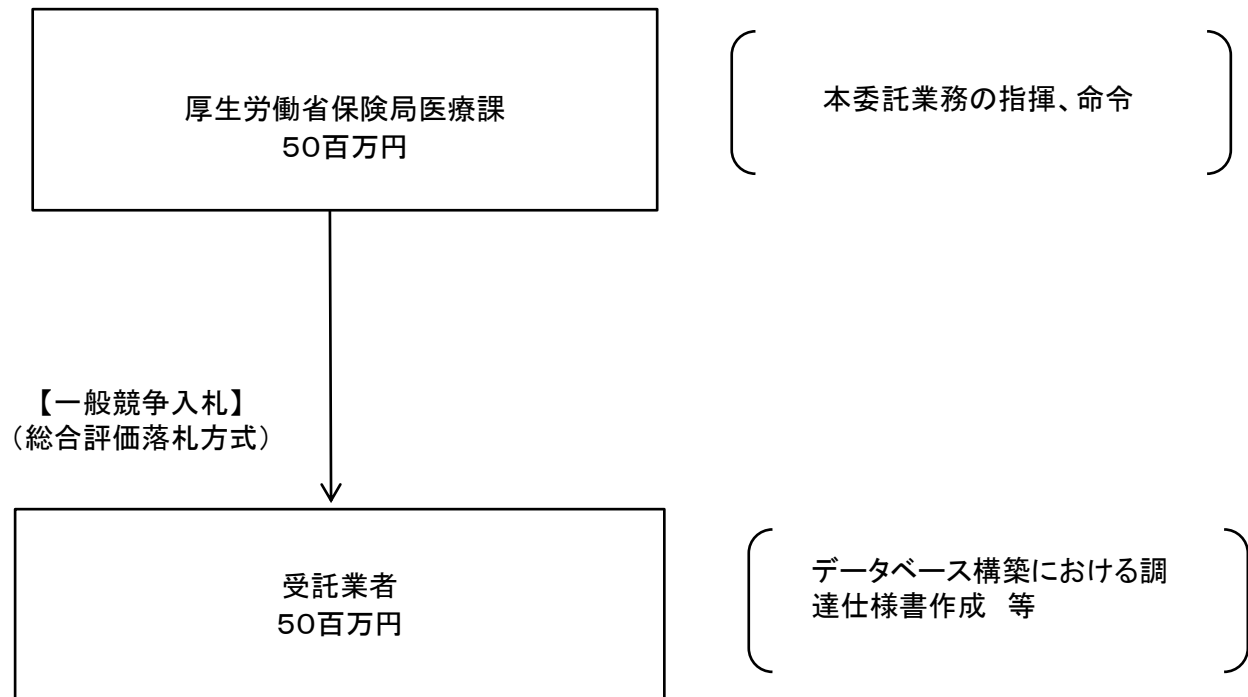 厚生労働省保険局医療課
50百万円
本委託業務の指揮、命令
【一般競争入札】
（総合評価落札方式）
受託業者
50百万円
データベース構築における調
達仕様書作成　等